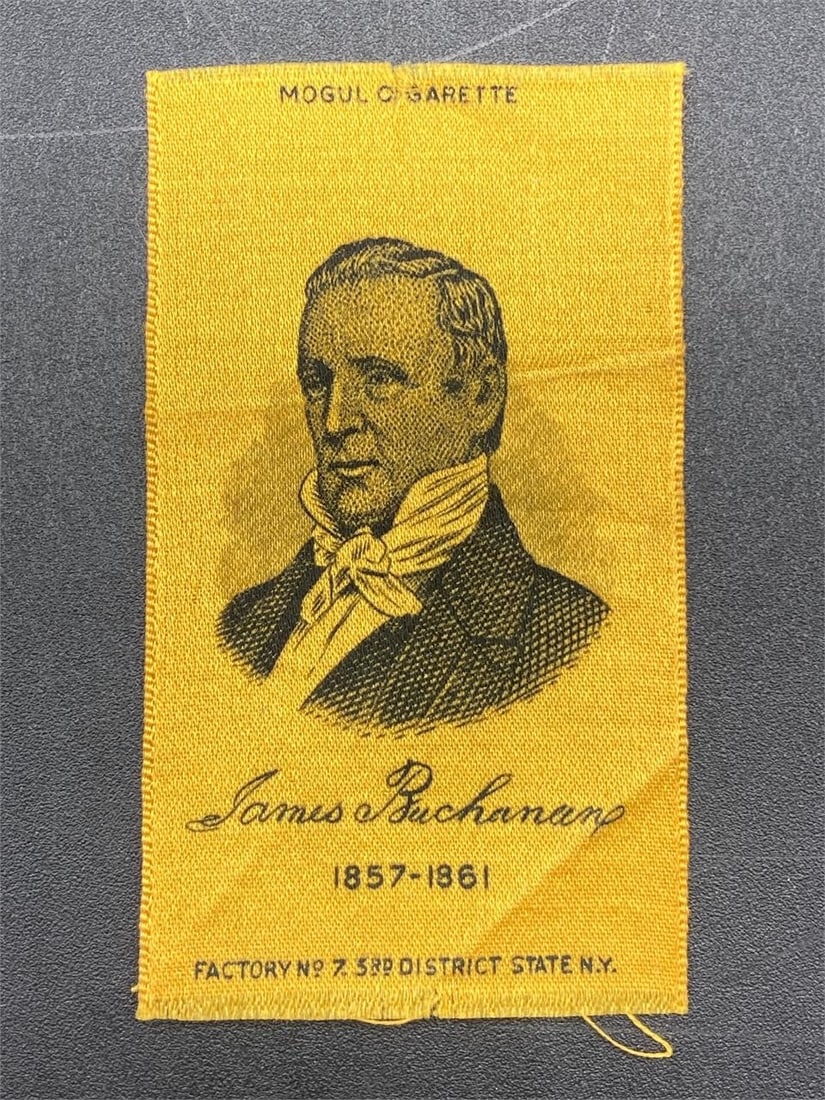 MOGUL CIGARETTE
James Buchanan
1857-1861
FACTORY Nº 7. 3RD DISTRICT STATE N.Y.